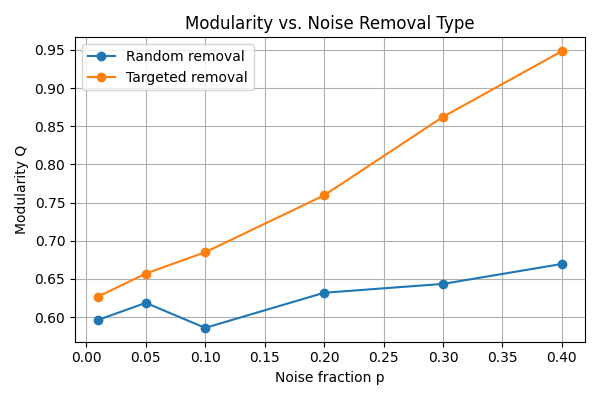 Modularity vs. Noise Removal Type
Random removal
Targeted removal
Modularity Q
0.95
0.90
0.85
0.80
0.75
0.70
0.65
0.60
0.00 0.05 0.10 0.15 0.20 0.25 0.30 0.35 0.40
Noise fraction p